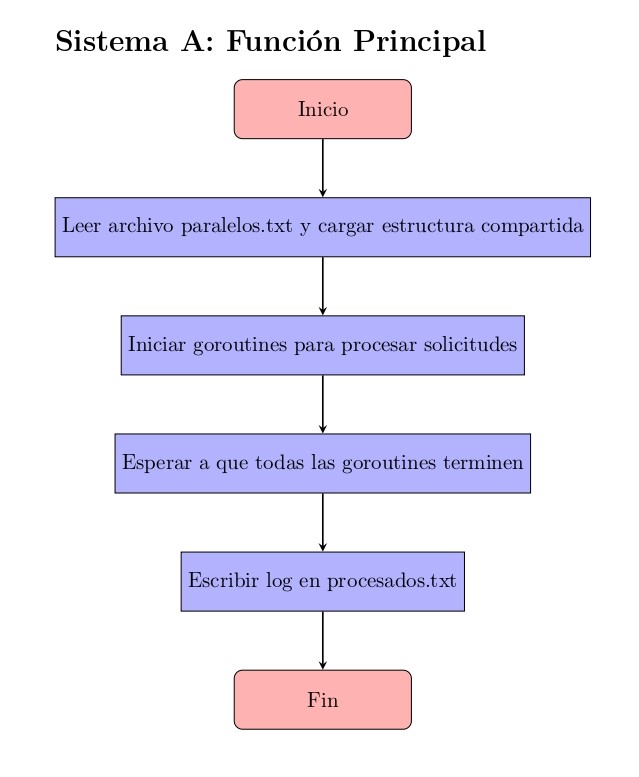 Sistema A: Función Principal
Inicio
Leer archivo paralelos.txt y cargar estructura compartida
Iniciar goroutines para procesar solicitudes
Esperar a que todas las goroutines terminen
Escribir log en procesados.txt
Fin